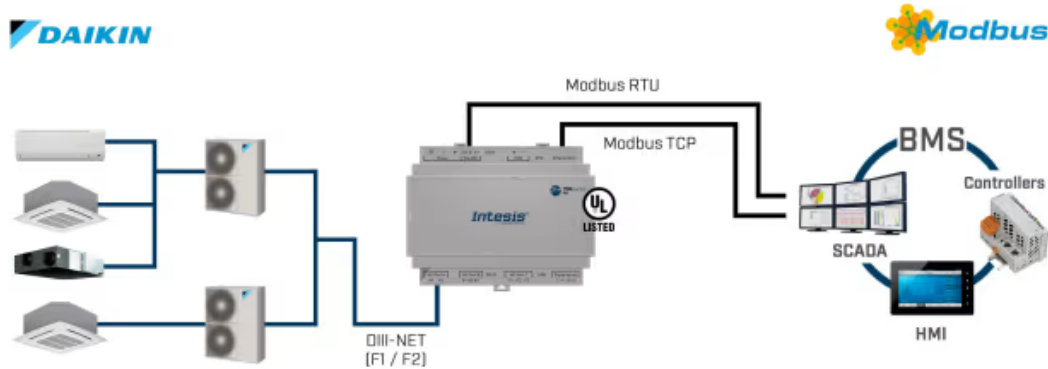 DAIKIN
Modbus
Modbus RTU
Modbus TCP
BMS
Controllers
Intesis
UL
LISTED
SCADA
HMI
DIII-NET
(F1 / F2)